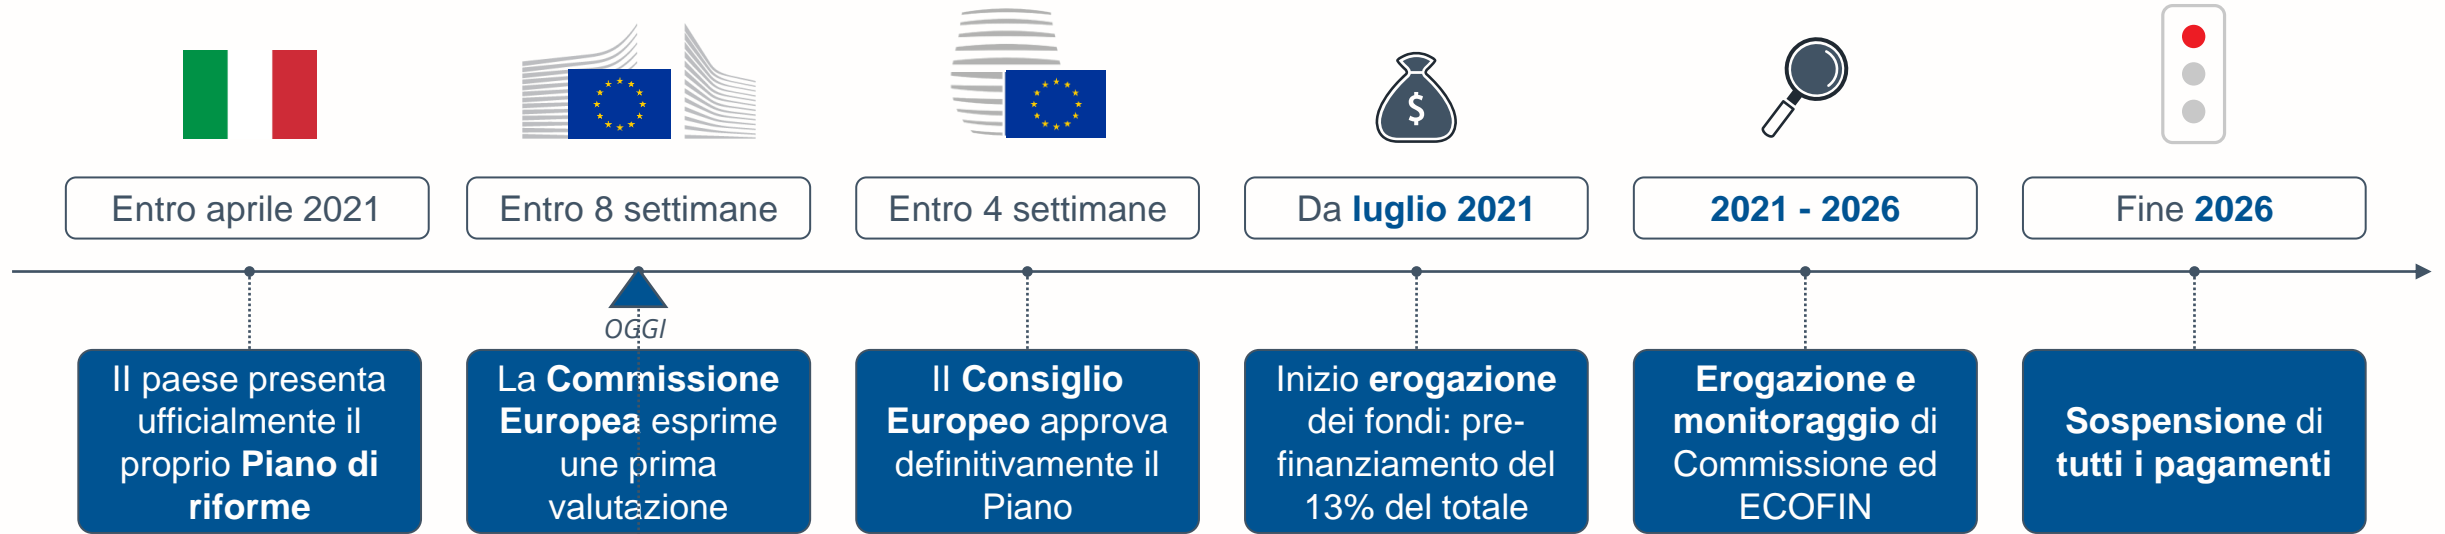 Entro aprile 2021
Entro 8 settimane
Entro 4 settimane
Da luglio 2021
2021 - 2026
Fine 2026
OGGI
Il paese presenta
ufficialmente il
proprio Piano di
riforme
La Commissione
Europea esprime
une prima
valutazione
Il Consiglio
Europeo approva
definitivamente il
Piano
Inizio erogazione
dei fondi: pre-
finanziamento del
13% del totale
Erogazione e
monitoraggio di
Commissione ed
ECOFIN
Sospensione di
tutti i pagamenti